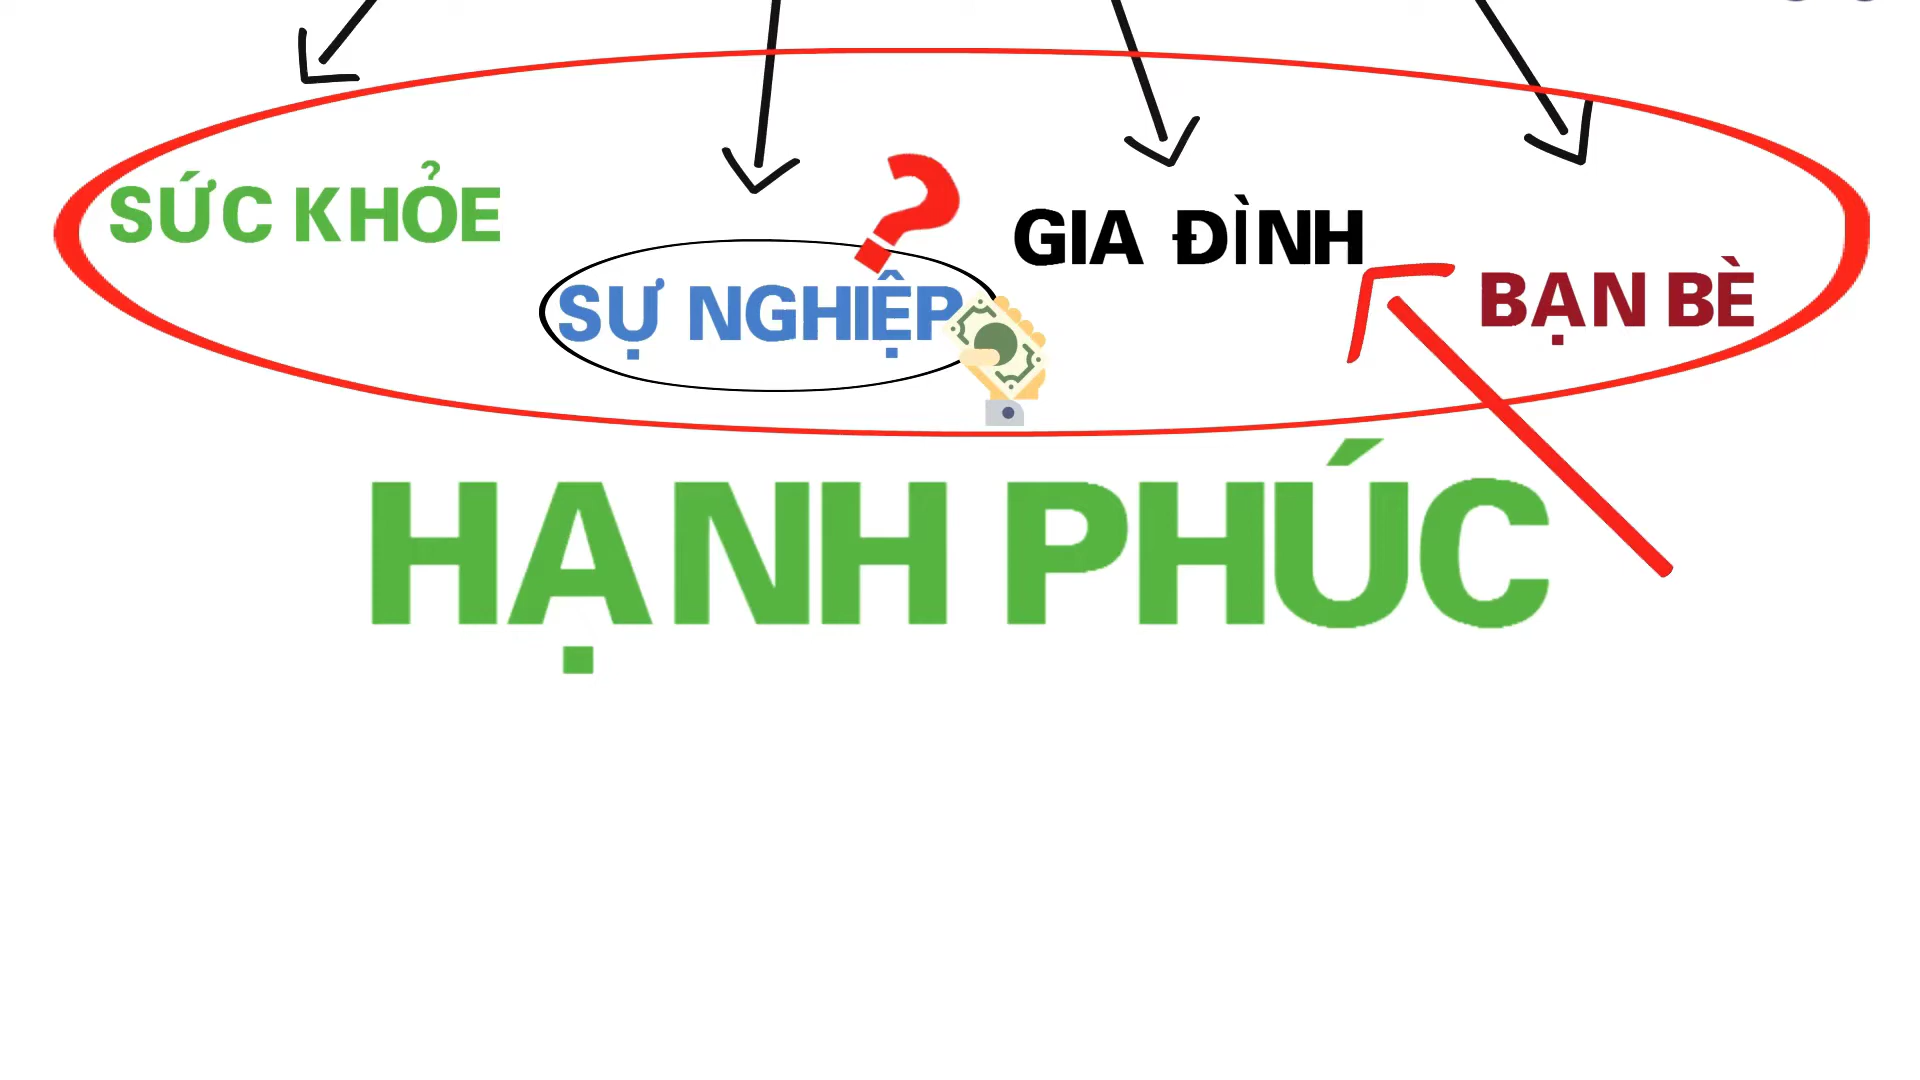 SỨC KHỎE
SỰ NGHIỆP
?
GIA ĐÌNH
BẠN BÈ
HẠNH PHÚC